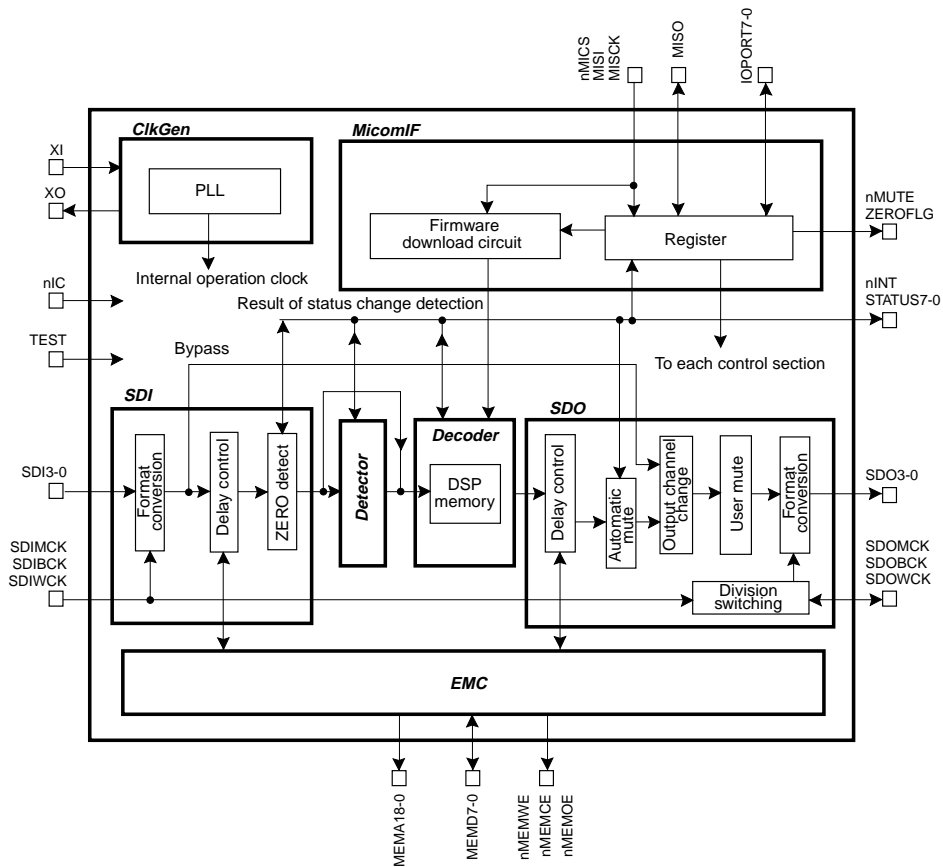 nMICS
MISI
MISCK
MISO
IOPORT7-0
ClkGen
MicomIF
XI
XO
PLL
Firmware
download circuit
Register
nMUTE
ZEROFLG
Internal operation clock
nIC
Result of status change detection
nINT
STATUS7-0
TEST
Bypass
To each control section
SDI
SDO
Decoder
SDI3-0
Format
conversion
Delay control
ZERO detect
Detector
DSP
memory
Delay control
Automatic
mute
Output channel
change
User mute
Format
conversion
SDO3-0
SDIMCK
SDIBCK
SDIWCK
Division
switching
SDOMCK
SDOBCK
SDOWCK
EMC
MEMA18-0
MEMD7-0
nMEMWE
nMEMCE
nMEMOE